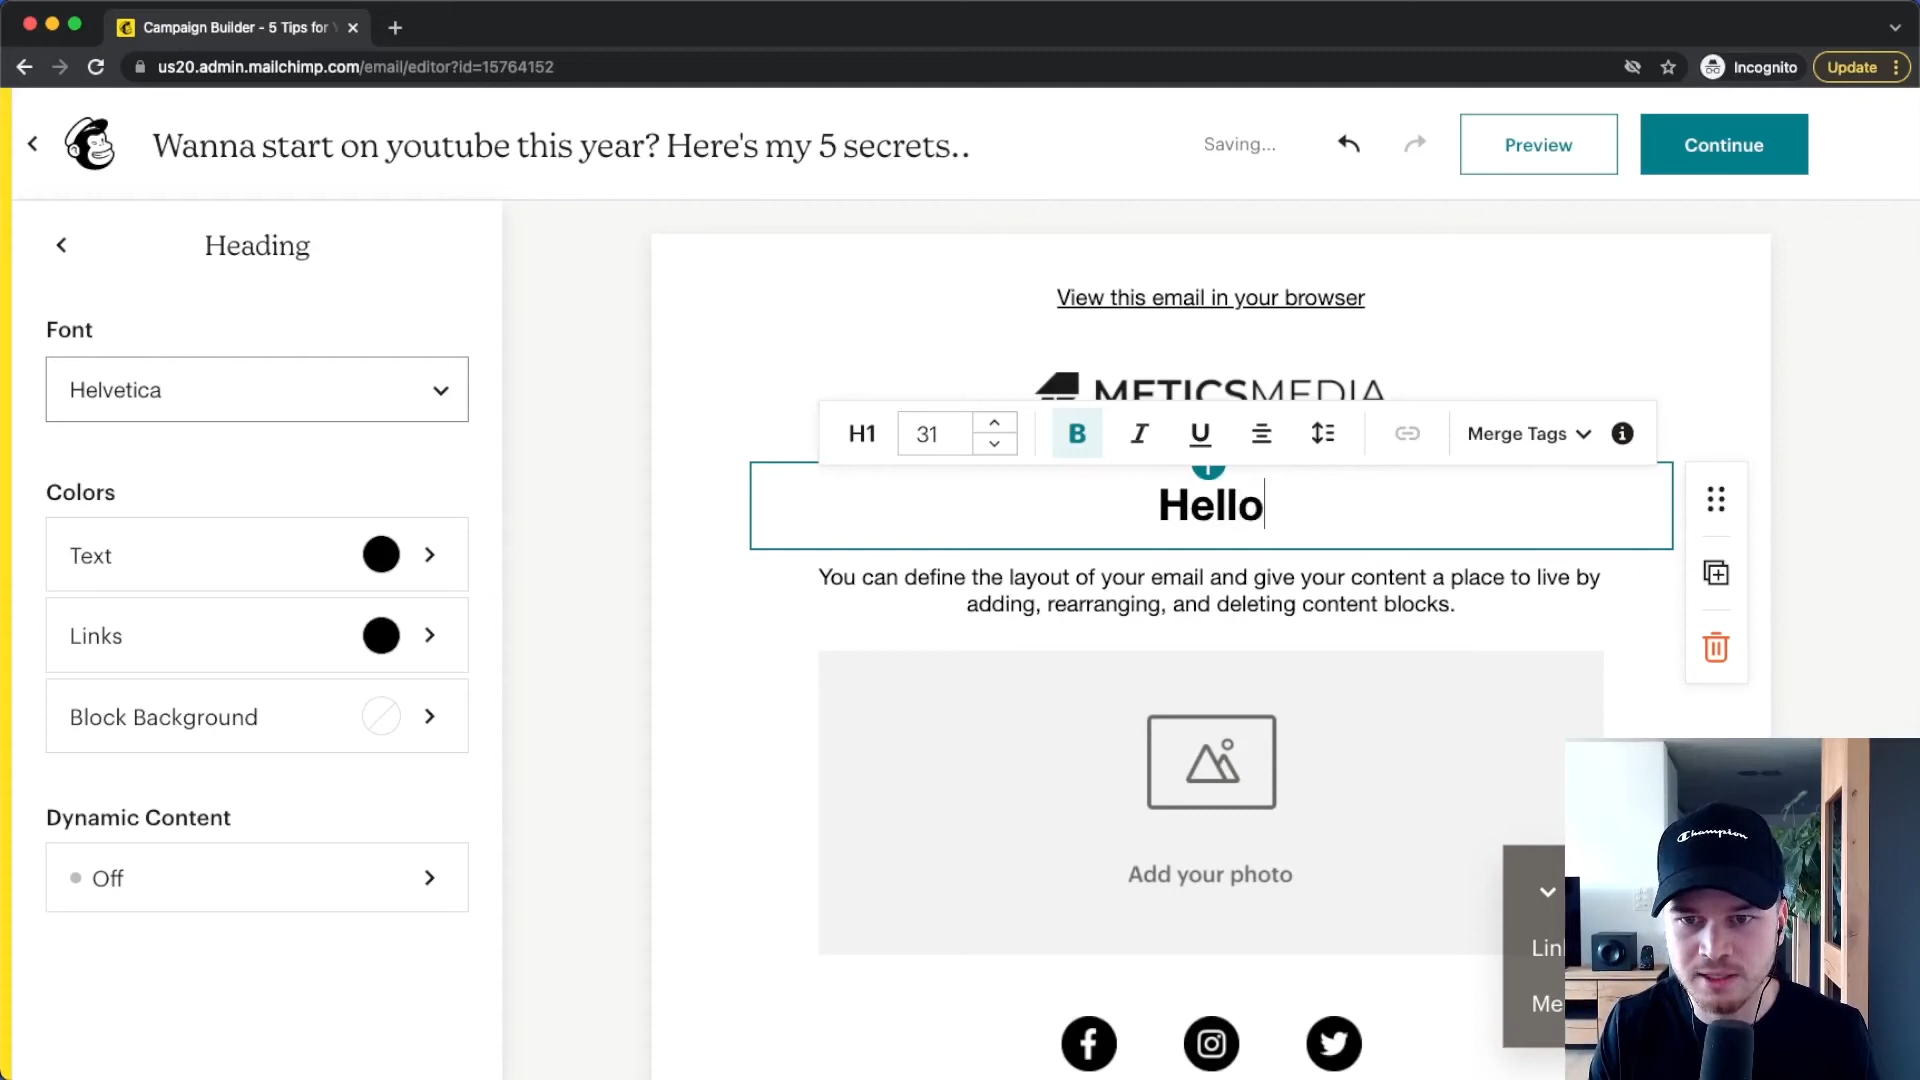 Campaign Builder - 5 Tips for
us20.admin.mailchimp.com/email/editor?id=15764152
Incognito
Update
Wanna start on youtube this year? Here's my 5 secrets..
Saving...
Preview
Continue
Heading
Font
Helvetica
Colors
Text
Links
Block Background
Dynamic Content
Off
View this email in your browser
METICSMEDIA
H1
31
B
I
U
Merge Tags
Hello
You can define the layout of your email and give your content a place to live by
adding, rearranging, and deleting content blocks.
Add your photo
Lin
Me
Champion